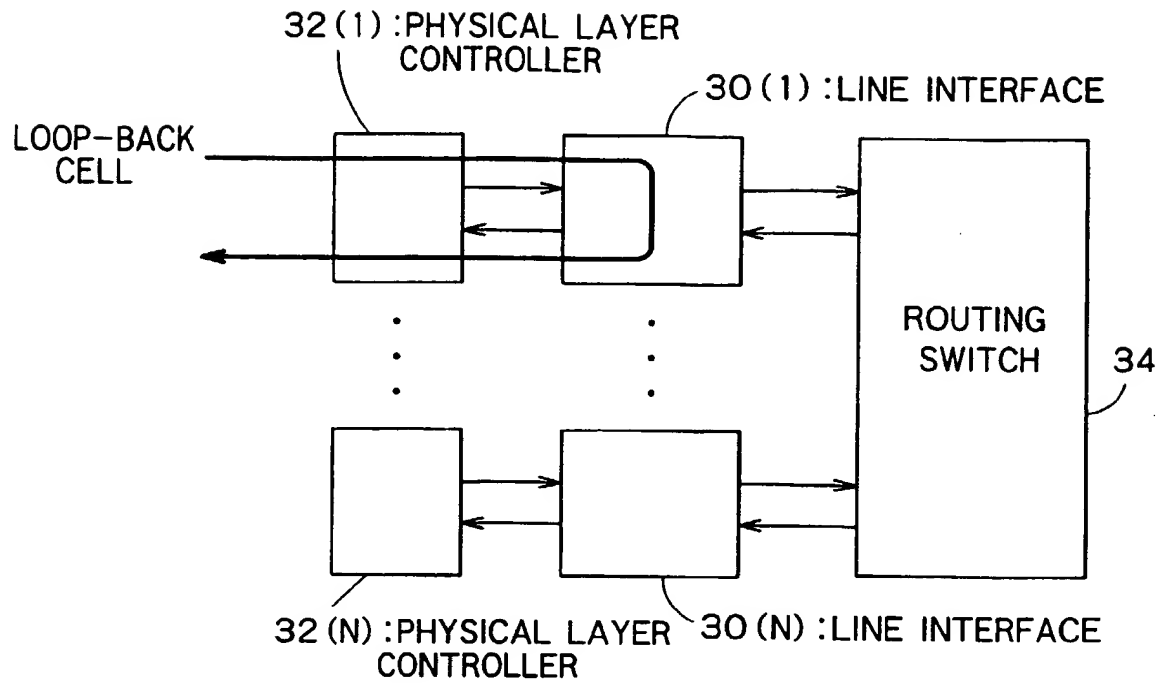 32(1):PHYSICAL LAYER
CONTROLLER
30(1):LINE INTERFACE
LOOP-BACK
CELL
ROUTING
SWITCH
34
32(N):PHYSICAL LAYER
CONTROLLER
30(N):LINE INTERFACE